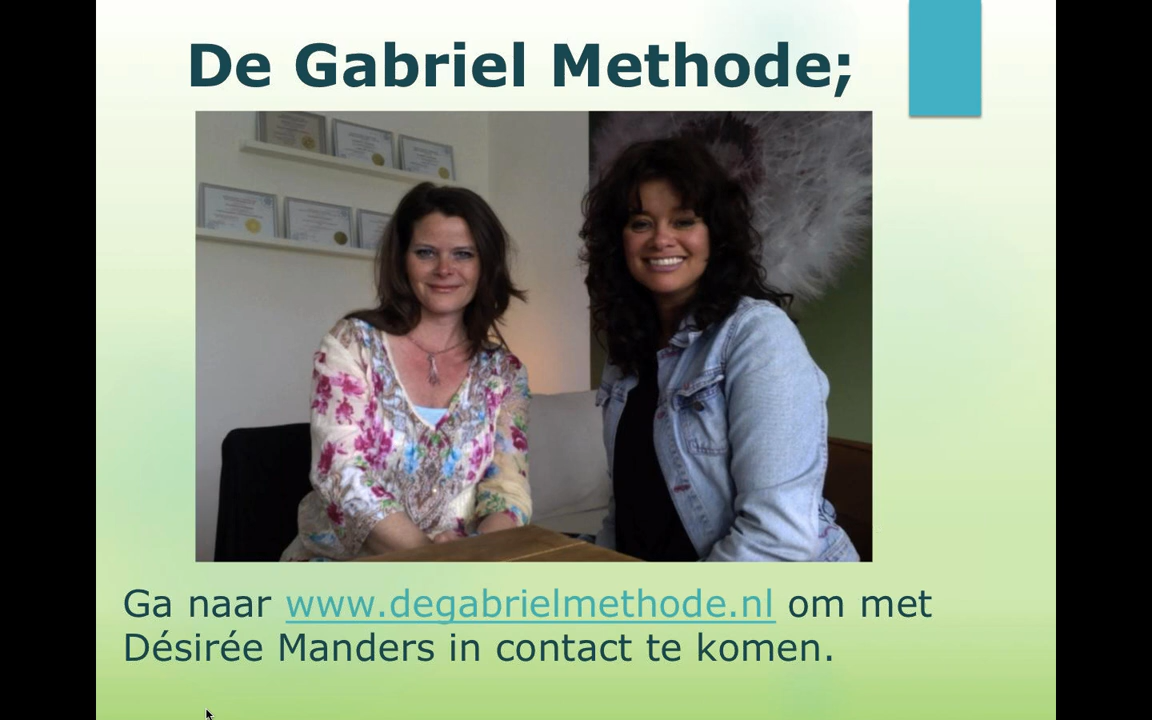 De Gabriel Methode;
Ga naar www.degabrielmethode.nl om met
Désirée Manders in contact te komen.